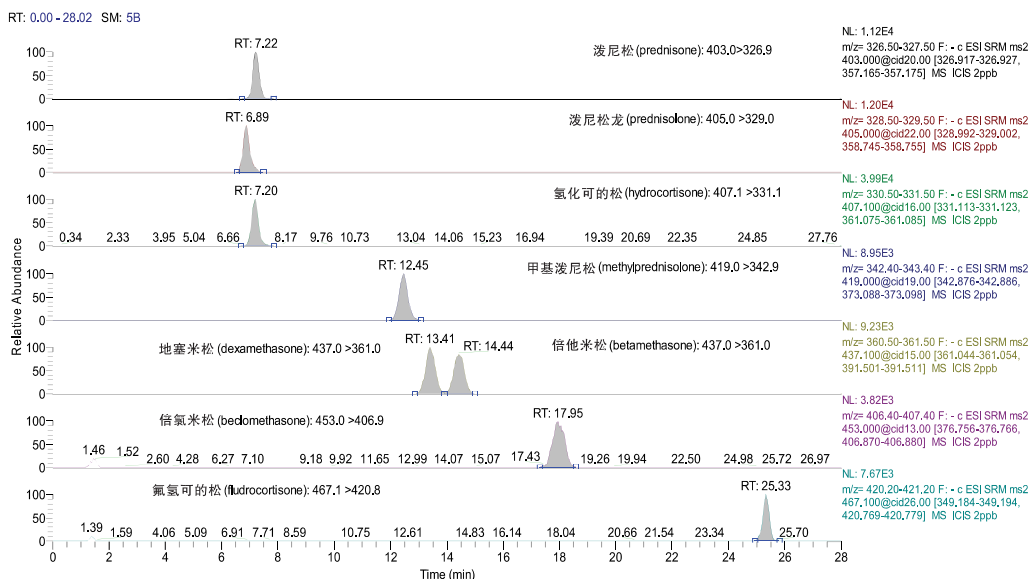 RT: 0.00 - 28.02 SM: 5B
RT: 7.22
泼尼松(prednisone): 403.0>326.9
NL: 1.12E4
m/z= 326.50-327.50 F: - c ESI SRM ms2
403.000@cid20.00 [326.917-326.927,
357.165-357.175] MS ICIS 2ppb
100
50
0
RT: 6.89
泼尼松龙(prednisolone): 405.0 >329.0
NL: 1.20E4
m/z= 328.50-329.50 F: - c ESI SRM ms2
405.000@cid22.00 [328.992-329.002,
358.745-358.755] MS ICIS 2ppb
100
50
0
RT: 7.20
氢化可的松(hydrocortisone): 407.1 >331.1
NL: 3.99E4
m/z= 330.50-331.50 F: - c ESI SRM ms2
407.100@cid16.00 [331.113-331.123,
361.075-361.085] MS ICIS 2ppb
100
50
0
0.34 2.33 3.95 5.04 6.66 8.17 9.76 10.73 13.04 14.06 15.23 16.94 19.39 20.69 22.35 24.85 27.76
RT: 12.45
甲基泼尼松(methylprednisolone): 419.0 >342.9
NL: 8.95E3
m/z= 342.40-343.40 F: - c ESI SRM ms2
419.000@cid19.00 [342.876-342.886,
373.088-373.098] MS ICIS 2ppb
100
50
0
Relative Abundance
地塞米松(dexamethasone): 437.0 >361.0
RT: 13.41
RT: 14.44
倍他米松(betamethasone): 437.0 >361.0
NL: 9.23E3
m/z= 360.50-361.50 F: - c ESI SRM ms2
437.100@cid15.00 [361.044-361.054,
391.501-391.511] MS ICIS 2ppb
100
50
0
倍氯米松(beclomethasone): 453.0 >406.9
RT: 17.95
NL: 3.82E3
m/z= 406.40-407.40 F: - c ESI SRM ms2
453.000@cid13.00 [376.756-376.766,
406.870-406.880] MS ICIS 2ppb
100
50
0
1.46 1.52 2.60 4.28 6.27 7.10 9.18 9.92 11.65 12.99 14.07 15.07 17.43 19.26 19.94 22.50 24.98 25.72 26.97
氟氢可的松(fludrocortisone): 467.1 >420.8
RT: 25.33
NL: 7.67E3
m/z= 420.20-421.20 F: - c ESI SRM ms2
467.100@cid26.00 [349.184-349.194,
420.769-420.779] MS ICIS 2ppb
100
50
0
1.39 1.59 4.06 5.09 6.91 7.71 8.59 10.75 12.61 14.83 16.14 18.04 20.66 21.54 23.34 25.70
0 2 4 6 8 10 12 14 16 18 20 22 24 26 28
Time (min)